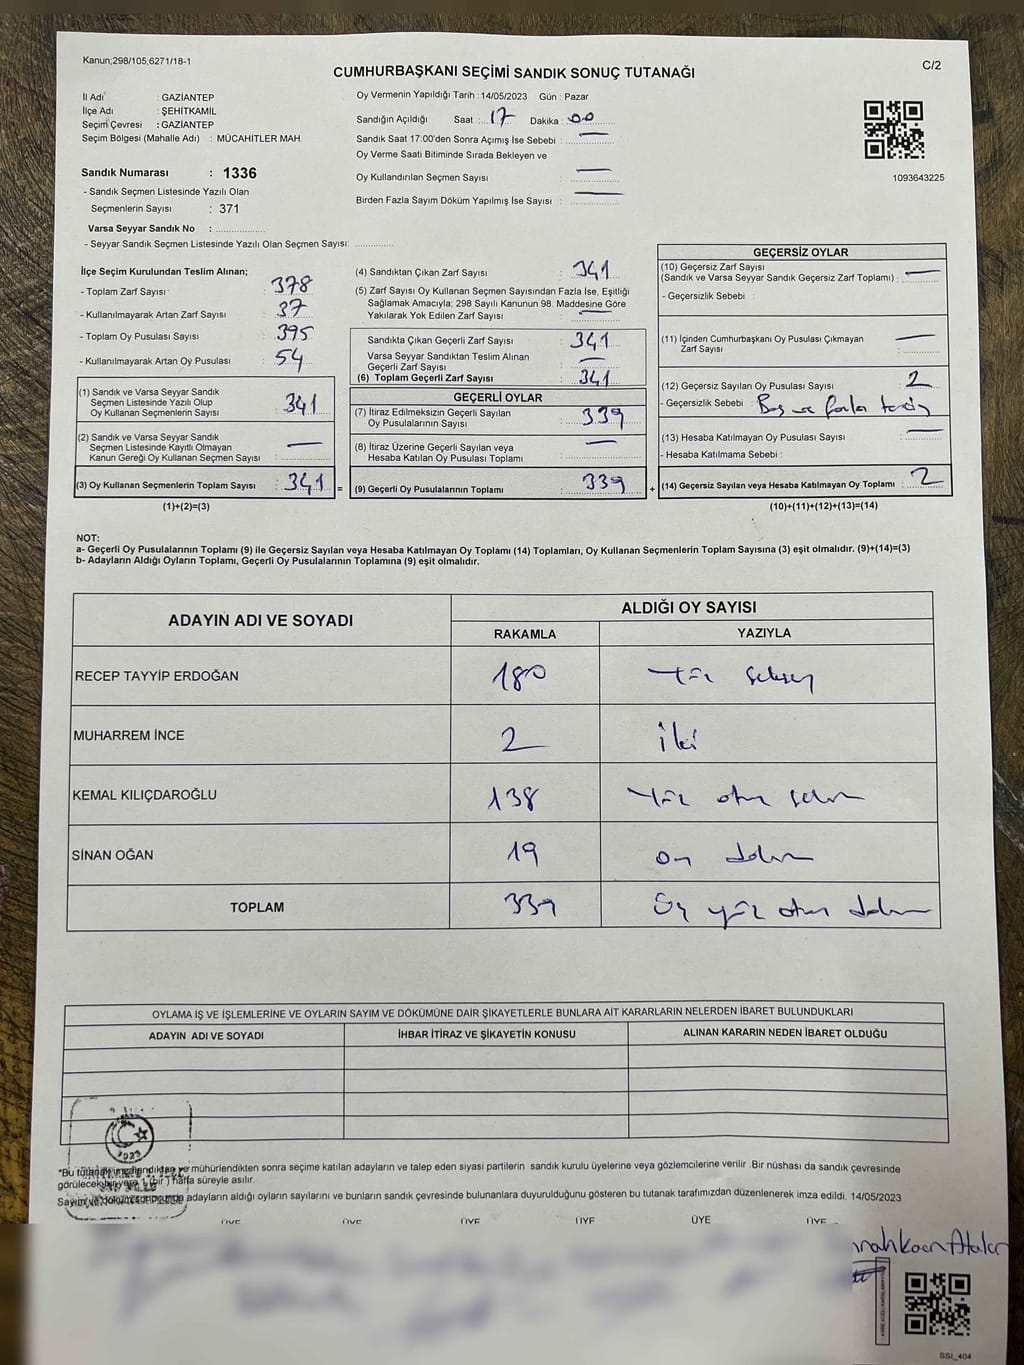 Kanun;298/105,6271/18-1
C/2
CUMHURBAŞKANI SEÇİMİ SANDIK SONUÇ TUTANAĞI
İl Adı : GAZİANTEP
İlçe Adı : ŞEHİTKAMİL
Seçim Çevresi : GAZİANTEP
Seçim Bölgesi (Mahalle Adı) : MÜCAHİTLER MAH.
Oy Vermenin Yapıldığı Tarih : 14/05/2023 Gün : Pazar
Sandığın Açıldığı Saat : 17 Dakika : 00
Sandık Saat 17:00'den Sonra Açımış İse Sebebi :
Oy Verme Saati Bitiminde Sırada Bekleyen ve
Oy Kullandırılan Seçmen Sayısı :
Birden Fazla Sayım Döküm Yapılmış İse Sayısı :
1093643225
Sandık Numarası : 1336
- Sandık Seçmen Listesinde Yazılı Olan
Seçmenlerin Sayısı : 371
Varsa Seyyar Sandık No :
- Seyyar Sandık Seçmen Listesinde Yazılı Olan Seçmen Sayısı:
İlçe Seçim Kurulundan Teslim Alınan;
- Toplam Zarf Sayısı : 378
- Kullanılmayarak Artan Zarf Sayısı : 37
- Toplam Oy Pusulası Sayısı : 395
- Kullanılmayarak Artan Oy Pusulası : 54
(1) Sandık ve Varsa Seyyar Sandık
Seçmen Listesinde Yazılı Olup
Oy Kullanan Seçmenlerin Sayısı : 341
(2) Sandık ve Varsa Seyyar Sandık
Seçmen Listesinde Kayıtlı Olmayan
Kanun Gereği Oy Kullanan Seçmen Sayısı :
(3) Oy Kullanan Seçmenlerin Toplam Sayısı : 341 =
(1)+(2)=(3)
(4) Sandıktan Çıkan Zarf Sayısı : 341
(5) Zarf Sayısı Oy Kullanan Seçmen Sayısından Fazla İse, Eşitliği
Sağlamak Amacıyla; 298 Sayılı Kanunun 98. Maddesine Göre
Yakılarak Yok Edilen Zarf Sayısı :
Sandıkta Çıkan Geçerli Zarf Sayısı : 341
Varsa Seyyar Sandıktan Teslim Alınan
Geçerli Zarf Sayısı :
(6) Toplam Geçerli Zarf Sayısı : 341
GEÇERLİ OYLAR
(7) İtiraz Edilmeksizin Geçerli Sayılan
Oy Pusulalarının Sayısı : 339
(8) İtiraz Üzerine Geçerli Sayılan veya
Hesaba Katılan Oy Pusulası Toplamı :
(9) Geçerli Oy Pusulalarının Toplamı : 339 +
GEÇERSİZ OYLAR
(10) Geçersiz Zarf Sayısı
(Sandık ve Varsa Seyyar Sandık Geçersiz Zarf Toplamı) :
- Geçersizlik Sebebi :
(11) İçinden Cumhurbaşkanı Oy Pusulası Çıkmayan
Zarf Sayısı :
(12) Geçersiz Sayılan Oy Pusulası Sayısı : 2
- Geçersizlik Sebebi : Boş ve fazla
(13) Hesaba Katılmayan Oy Pusulası Sayısı :
- Hesaba Katılmama Sebebi :
(14) Geçersiz Sayılan veya Hesaba Katılmayan Oy Toplamı : 2
(10)+(11)+(12)+(13)=(14)
NOT:
a- Geçerli Oy Pusulalarının Toplamı (9) ile Geçersiz Sayılan veya Hesaba Katılmayan Oy Toplamı (14) Toplamları, Oy Kullanan Seçmenlerin Toplam Sayısına (3) eşit olmalıdır. (9)+(14)=(3)
b- Adayların Aldığı Oyların Toplamı, Geçerli Oy Pusulalarının Toplamına (9) eşit olmalıdır.
ADAYIN ADI VE SOYADI
ALDIĞI OY SAYISI
RAKAMLA YAZIYLA
RECEP TAYYİP ERDOĞAN 180 Yüz seksen
MUHARREM İNCE 2 iki
KEMAL KILIÇDAROĞLU 138 Yüz otuz sekiz
SİNAN OĞAN 19 on dokuz
TOPLAM 339 Üç yüz otuz dokuz
OYLAMA İŞ VE İŞLEMLERİNE VE OYLARIN SAYIM VE DÖKÜMÜNE DAİR ŞİKAYETLERLE BUNLARA AİT KARARLARIN NELERDEN İBARET BULUNDUKLARI
ADAYIN ADI VE SOYADI İHBAR İTİRAZ VE ŞİKAYETİN KONUSU ALINAN KARARIN NEDEN İBARET OLDUĞU
*Bu tutanak imzalandıktan ve mühürlendikten sonra seçime katılan adayların ve talep eden siyasi partilerin sandık kurulu üyelerine veya gözlemcilerine verilir .Bir nüshası da sandık çevresinde
görülecek bir yere 1 (bir ) hafta süreyle asılır.
adayların aldığı oyların sayılarını ve bunların sandık çevresinde bulunanlara duyurulduğunu gösteren bu tutanak tarafımızdan düzenlenerek imza edildi. 14/05/2023
ÜYE ÜYE ÜYE ÜYE ÜYE ÜYE
BSI_404